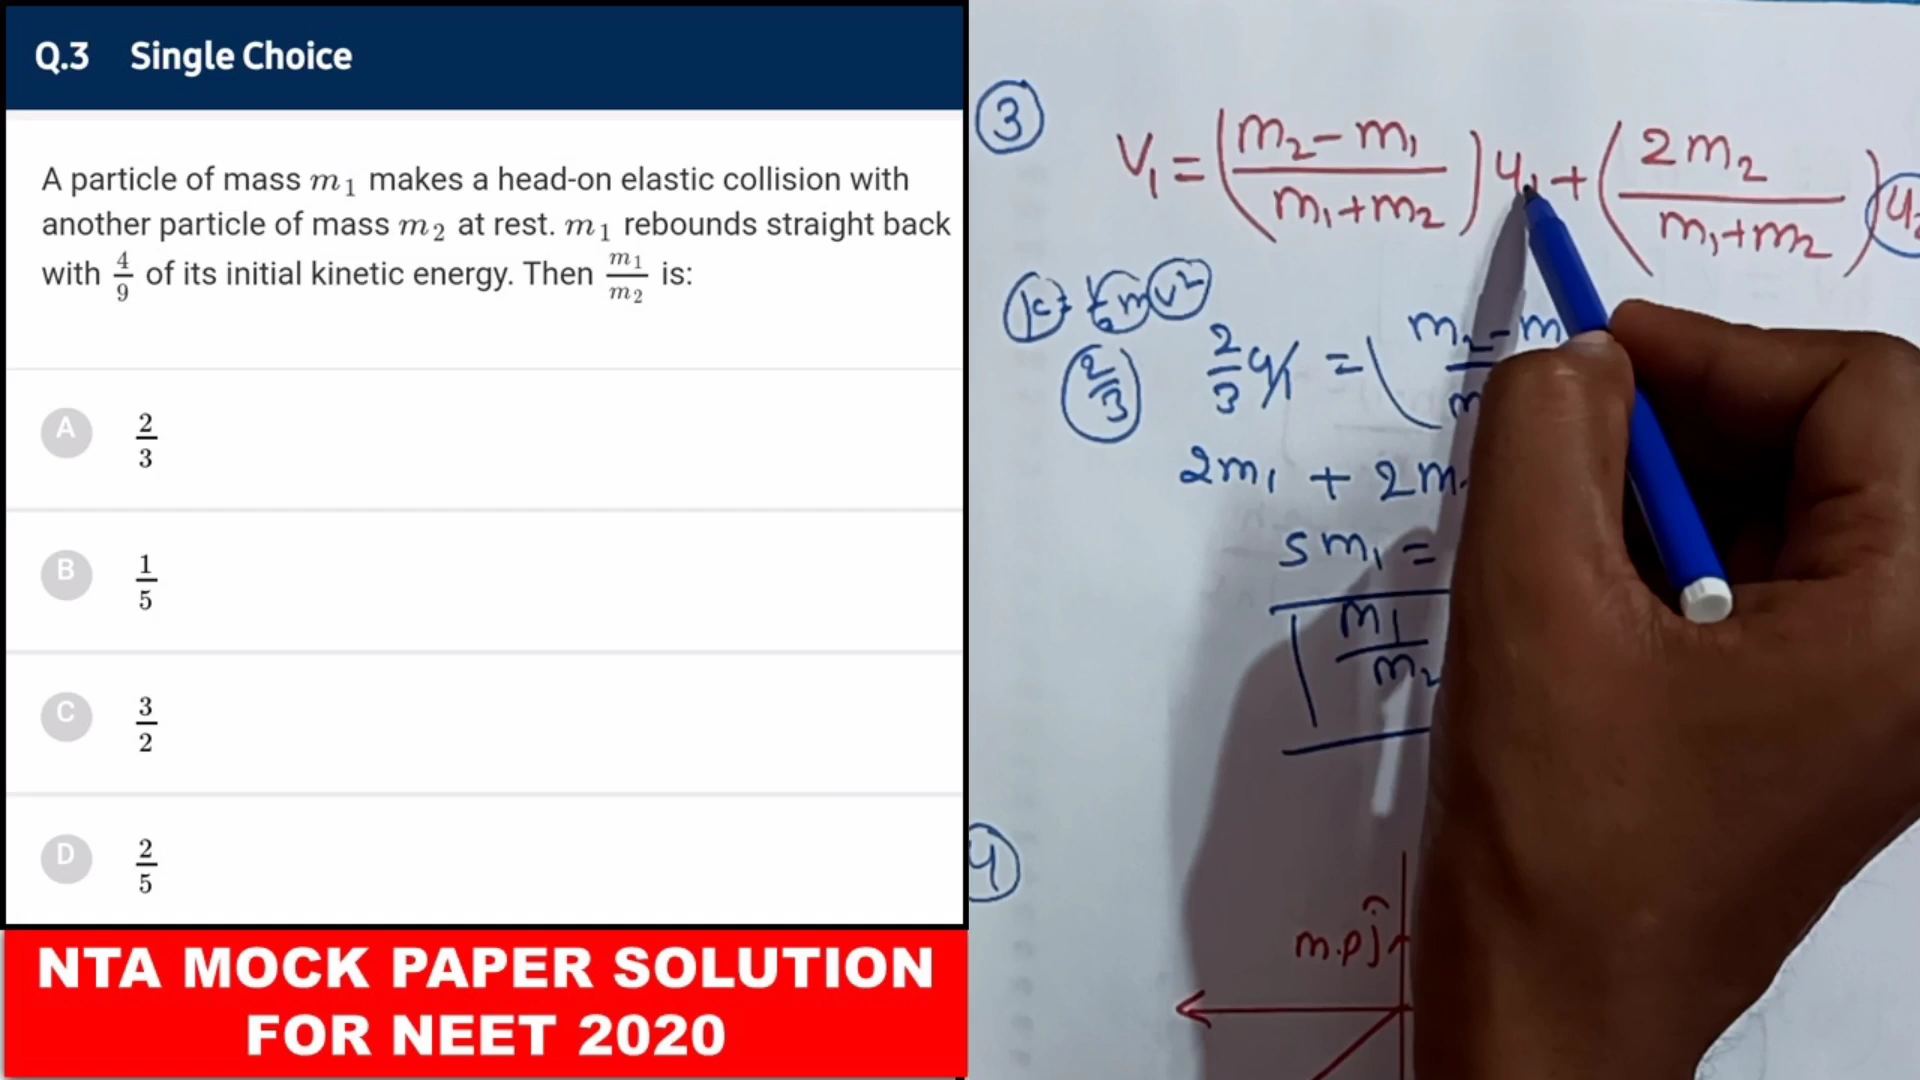 Q.3 Single Choice
A particle of mass m₁ makes a head-on elastic collision with
another particle of mass m₂ at rest. m₁ rebounds straight back
with 4/9 of its initial kinetic energy. Then m₁/m₂ is:
A 2/3
B 1/5
C 3/2
D 2/5
NTA MOCK PAPER SOLUTION
FOR NEET 2020
3
V₁ = (m₂ - m₁ / m₁ + m₂) u₁ + (2m₂ / m₁ + m₂) u₂
k = ½ m v²
2/3
2/3 u₁ = ( m₂ - m
2m₁ + 2m
5m₁ =
m₁/m₂
4
m.p ĵ